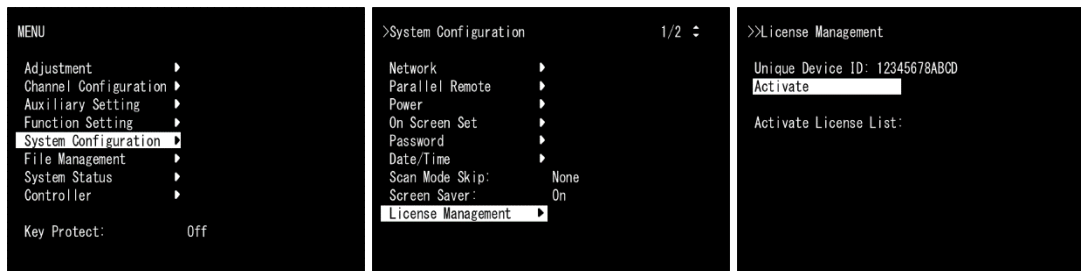 MENU
Adjustment
Channel Configuration
Auxiliary Setting
Function Setting
System Configuration
File Management
System Status
Controller
Key Protect: Off
>System Configuration 1/2
Network
Parallel Remote
Power
On Screen Set
Password
Date/Time
Scan Mode Skip: None
Screen Saver: On
License Management
>>License Management
Unique Device ID: 12345678ABCD
Activate
Activate License List: